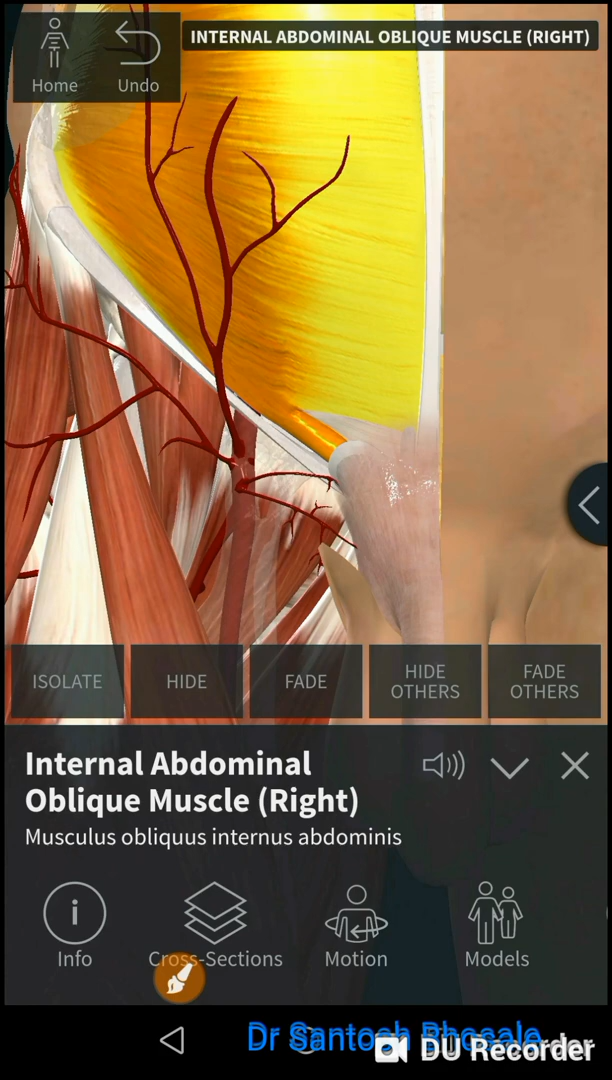 INTERNAL ABDOMINAL OBLIQUE MUSCLE (RIGHT)
Home
Undo
ISOLATE
HIDE
FADE
HIDE OTHERS
FADE OTHERS
Internal Abdominal
Oblique Muscle (Right)
Musculus obliquus internus abdominis
Info
Cross-Sections
Motion
Models
Dr Santosh Bhosale
DU Recorder